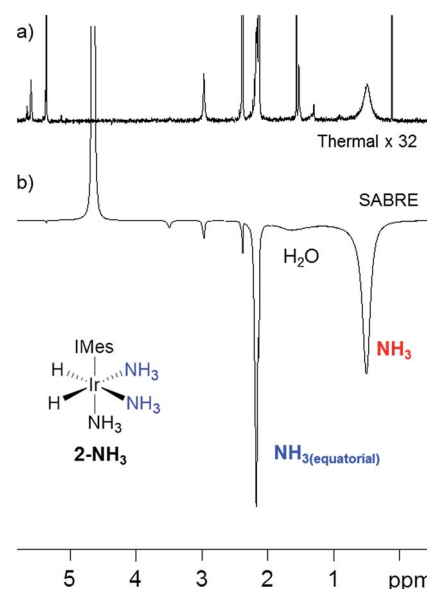 a)
Thermal x 32
b)
SABRE
H₂O
NH₃
IMes
H NH₃
Ir
H NH₃
NH₃
2-NH₃
NH₃(equatorial)
5 4 3 2 1 ppm